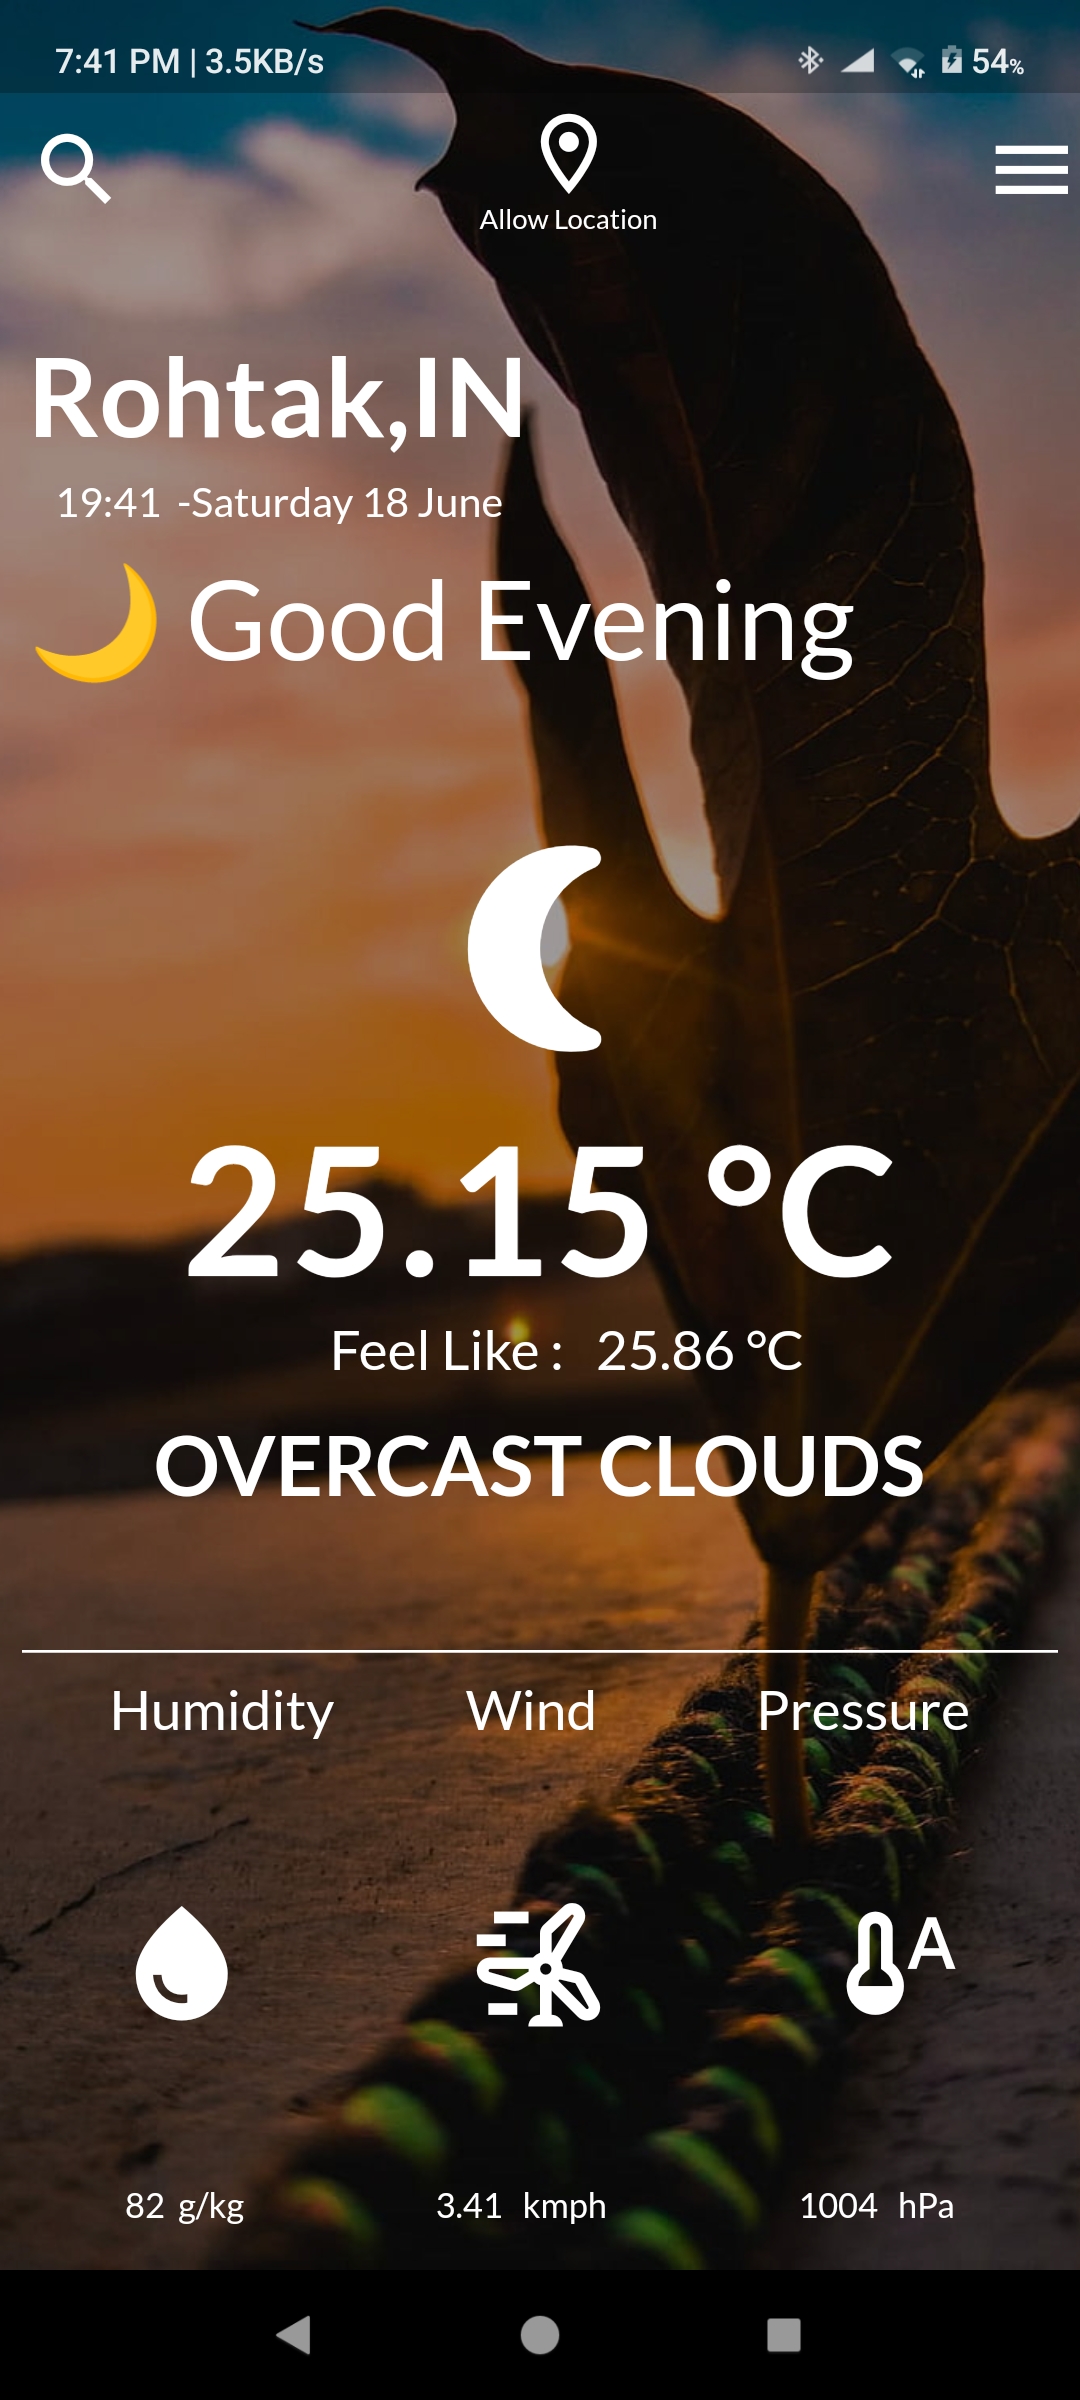 7:41 PM | 3.5KB/s 54%
Allow Location
Rohtak,IN
19:41 -Saturday 18 June
Good Evening
25.15 °C
Feel Like : 25.86 °C
OVERCAST CLOUDS
Humidity Wind Pressure
A
82 g/kg 3.41 kmph 1004 hPa